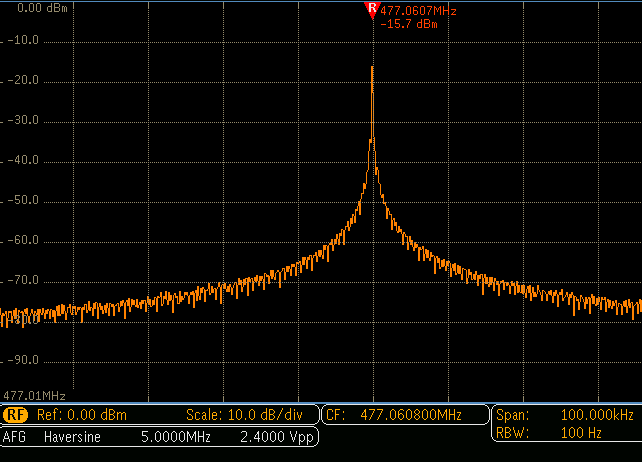 0.00 dBm
R
477.0607MHz
-15.7 dBm
-10.0
-20.0
-30.0
-40.0
-50.0
-60.0
-70.0
-80.0
-90.0
477.01MHz
RF Ref: 0.00 dBm Scale: 10.0 dB/div
CF: 477.060800MHz
Span: 100.000kHz
RBW: 100 Hz
AFG Haversine 5.0000MHz 2.4000 Vpp